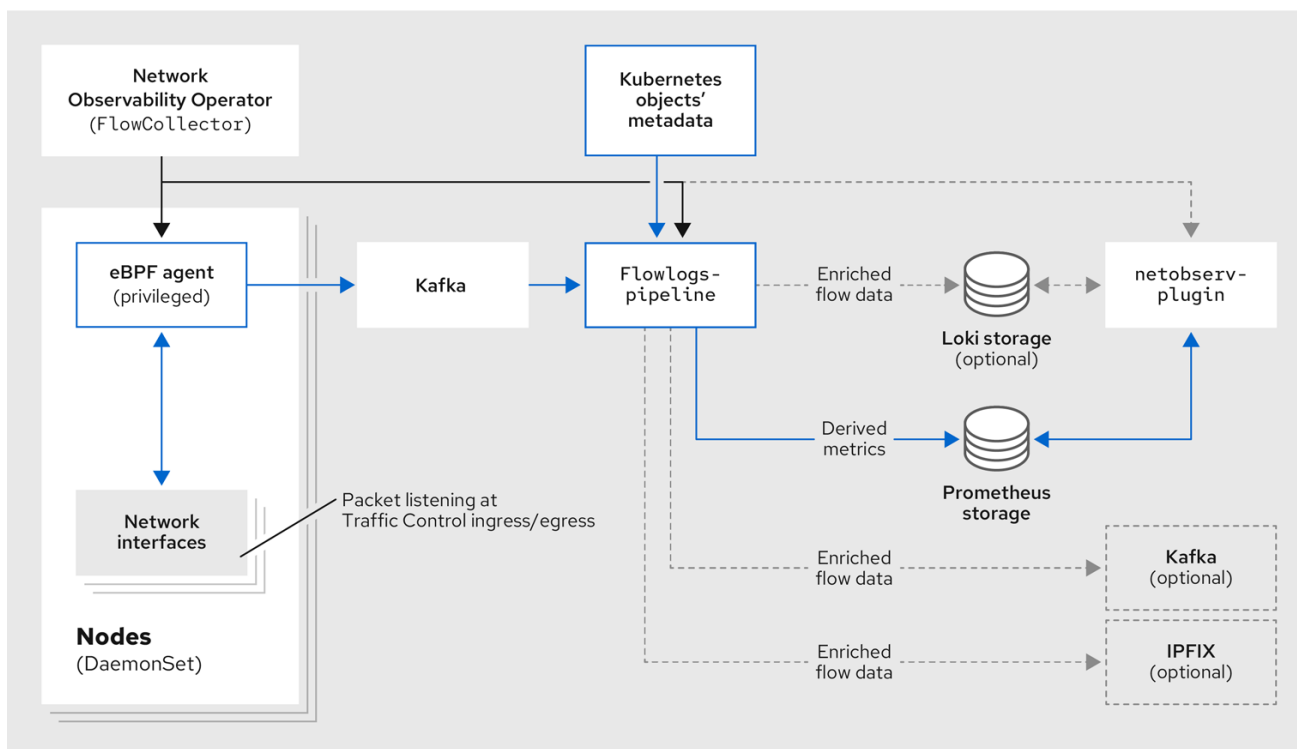 Network
Observability Operator
(FlowCollector)
Kubernetes
objects’
metadata
eBPF agent
(privileged)
Kafka
Flowlogs-
pipeline
Enriched
flow data
Loki storage
(optional)
netobserv-
plugin
Derived
metrics
Prometheus
storage
Network
interfaces
Packet listening at
Traffic Control ingress/egress
Enriched
flow data
Kafka
(optional)
Nodes
(DaemonSet)
Enriched
flow data
IPFIX
(optional)